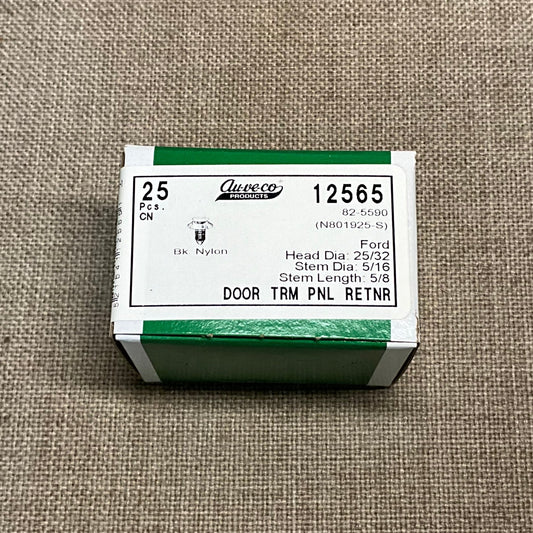 25
Pcs.
CN
Au-ve-co
PRODUCTS
12565
82-5590
(N801925-S)
Bk. Nylon
Ford
Head Dia: 25/32
Stem Dia: 5/16
Stem Length: 5/8
DOOR TRM PNL RETNR